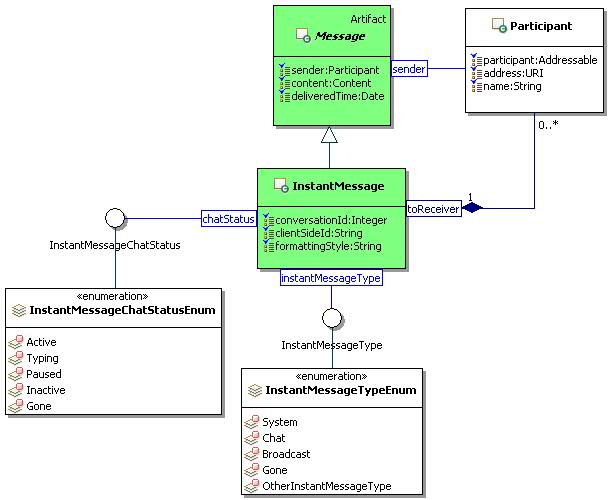 Artifact
Message
sender:Participant
content:Content
deliveredTime:Date
sender
Participant
participant:Addressable
address:URI
name:String
0..*
InstantMessage
conversationId:Integer
clientSideId:String
formattingStyle:String
toReceiver
1
chatStatus
InstantMessageChatStatus
instantMessageType
InstantMessageType
«enumeration»
InstantMessageChatStatusEnum
Active
Typing
Paused
Inactive
Gone
«enumeration»
InstantMessageTypeEnum
System
Chat
Broadcast
Gone
OtherInstantMessageType